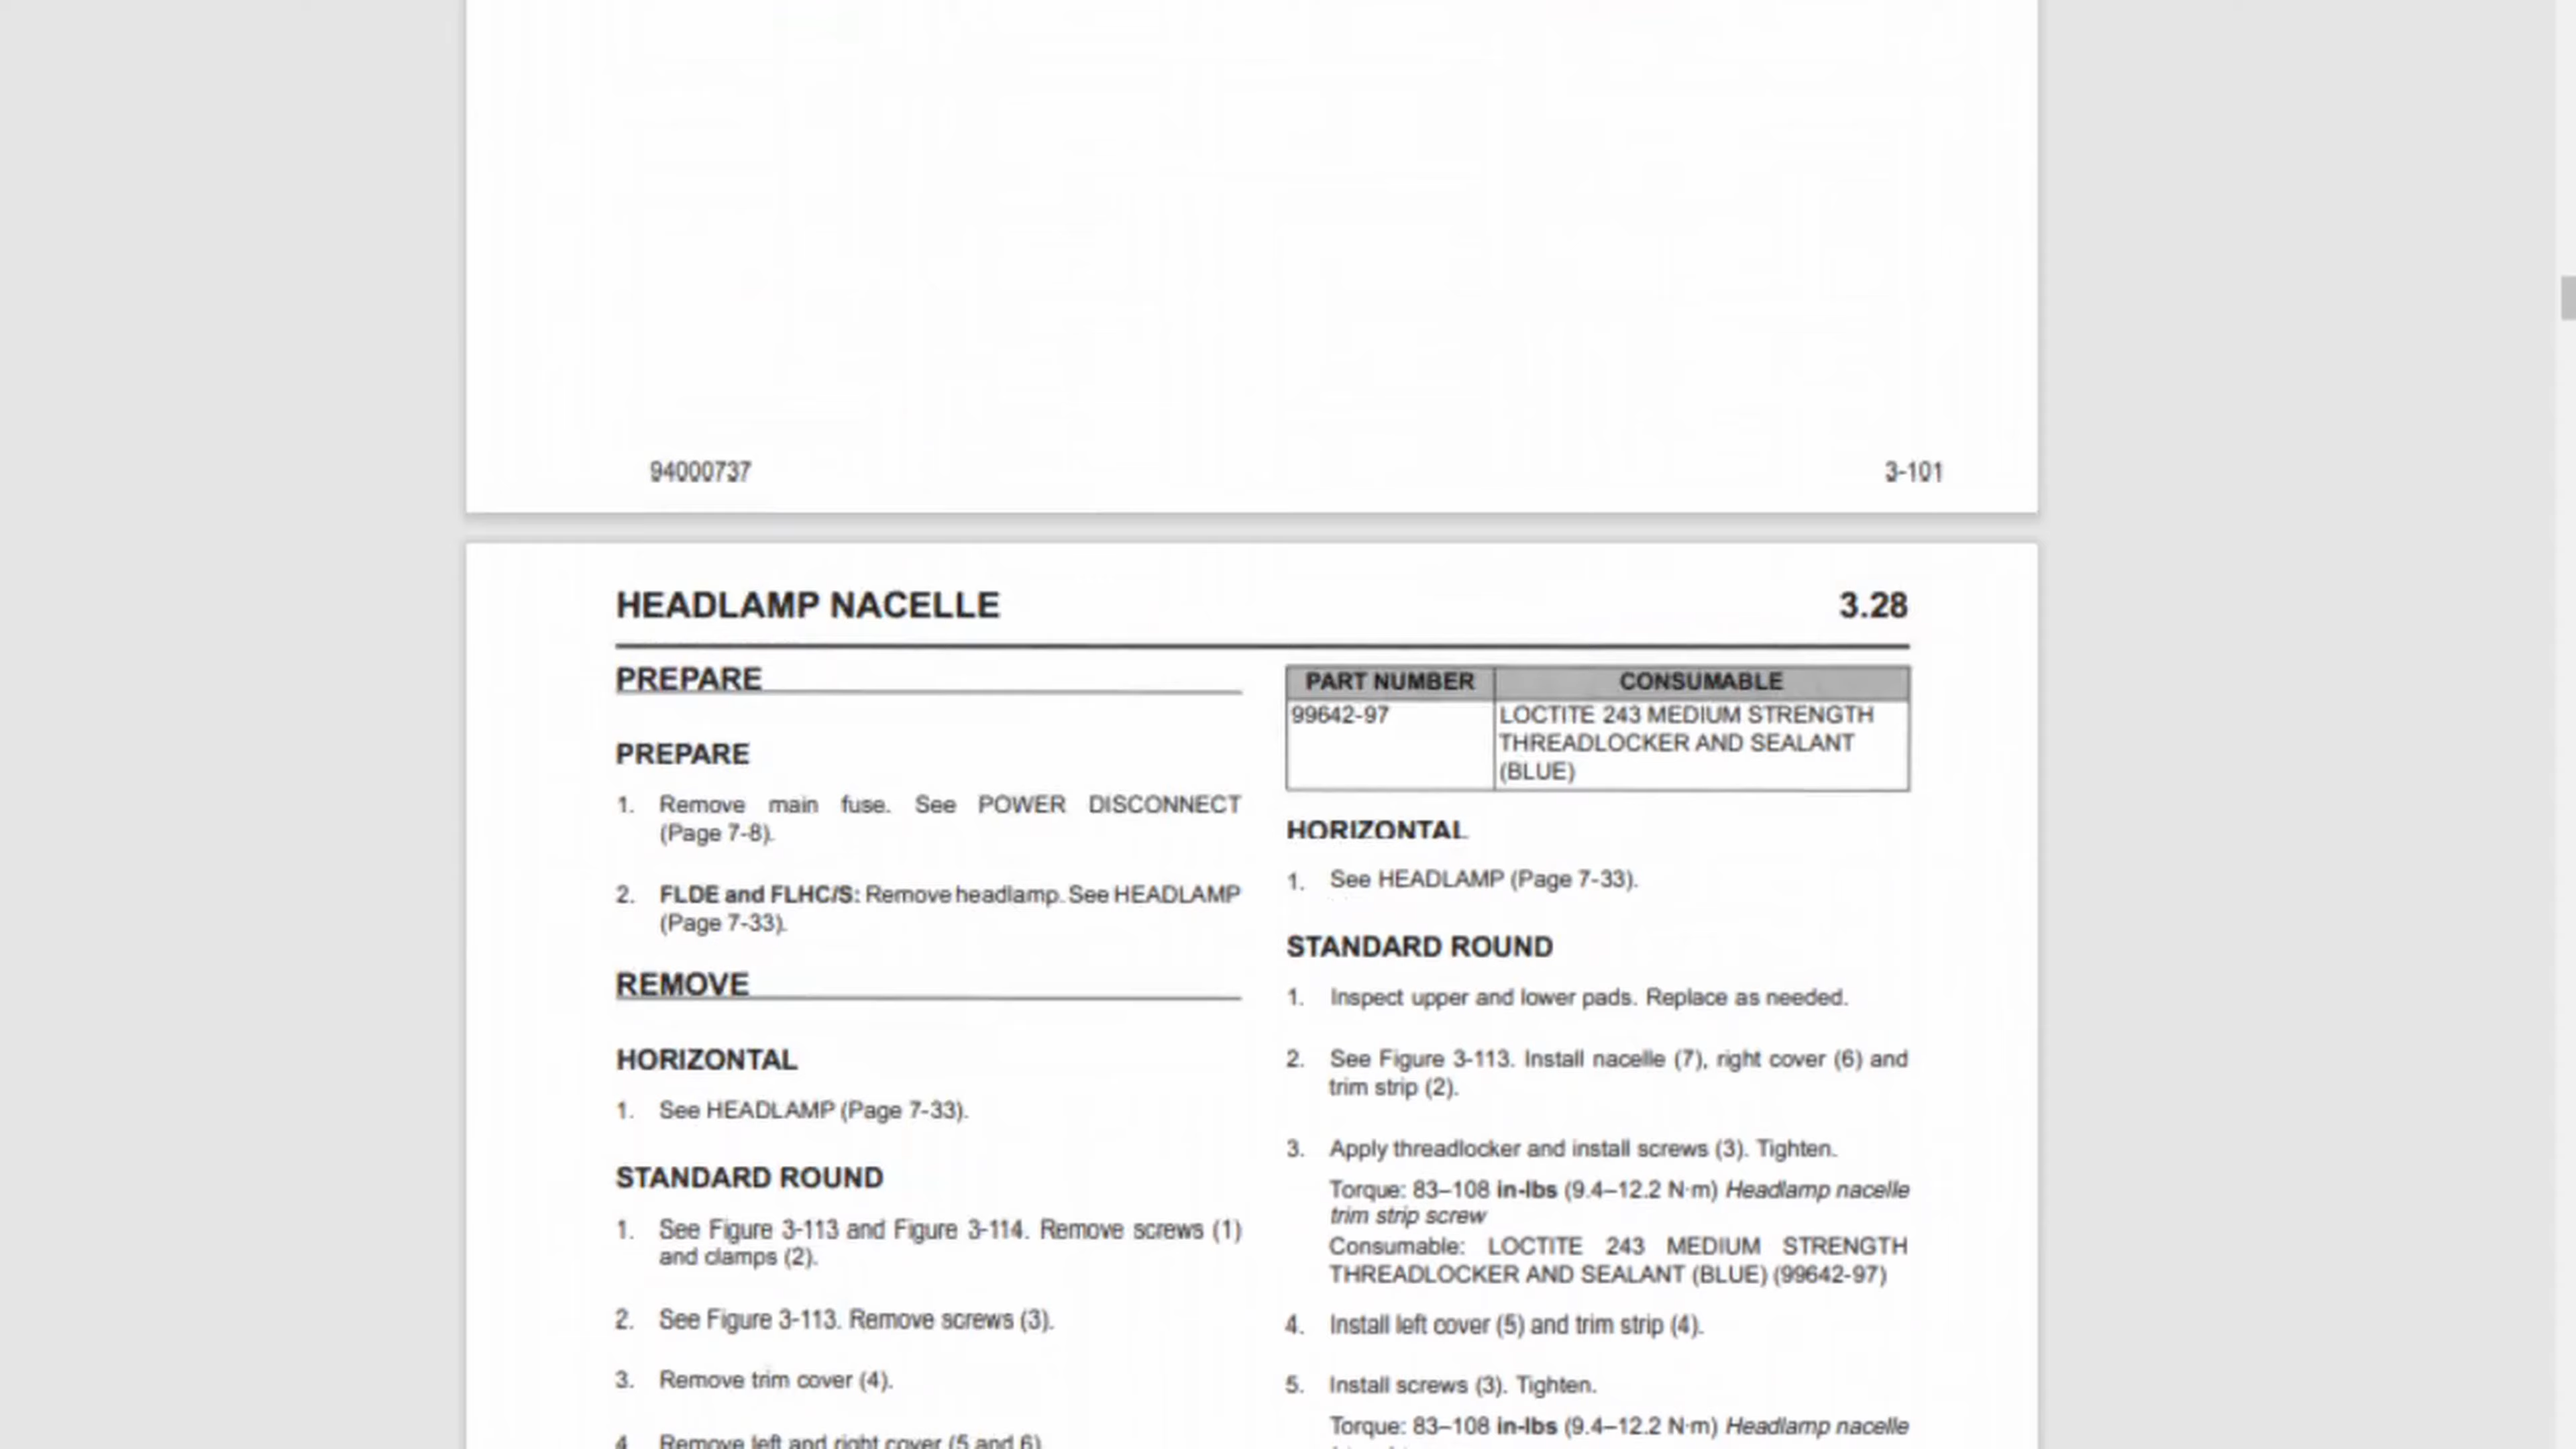 94000737
3-101
HEADLAMP NACELLE
3.28
PREPARE
PREPARE
1. Remove main fuse. See POWER DISCONNECT
(Page 7-8).
2. FLDE and FLHC/S: Remove headlamp. See HEADLAMP
(Page 7-33).
REMOVE
HORIZONTAL
1. See HEADLAMP (Page 7-33).
STANDARD ROUND
1. See Figure 3-113 and Figure 3-114. Remove screws (1)
and clamps (2).
2. See Figure 3-113. Remove screws (3).
3. Remove trim cover (4).
4. Remove left and right cover (5 and 6).
PART NUMBER CONSUMABLE
99642-97 LOCTITE 243 MEDIUM STRENGTH
THREADLOCKER AND SEALANT
(BLUE)
HORIZONTAL
1. See HEADLAMP (Page 7-33).
STANDARD ROUND
1. Inspect upper and lower pads. Replace as needed.
2. See Figure 3-113. Install nacelle (7), right cover (6) and
trim strip (2).
3. Apply threadlocker and install screws (3). Tighten.
Torque: 83–108 in-lbs (9.4–12.2 N·m) Headlamp nacelle
trim strip screw
Consumable: LOCTITE 243 MEDIUM STRENGTH
THREADLOCKER AND SEALANT (BLUE) (99642-97)
4. Install left cover (5) and trim strip (4).
5. Install screws (3). Tighten.
Torque: 83–108 in-lbs (9.4–12.2 N·m) Headlamp nacelle